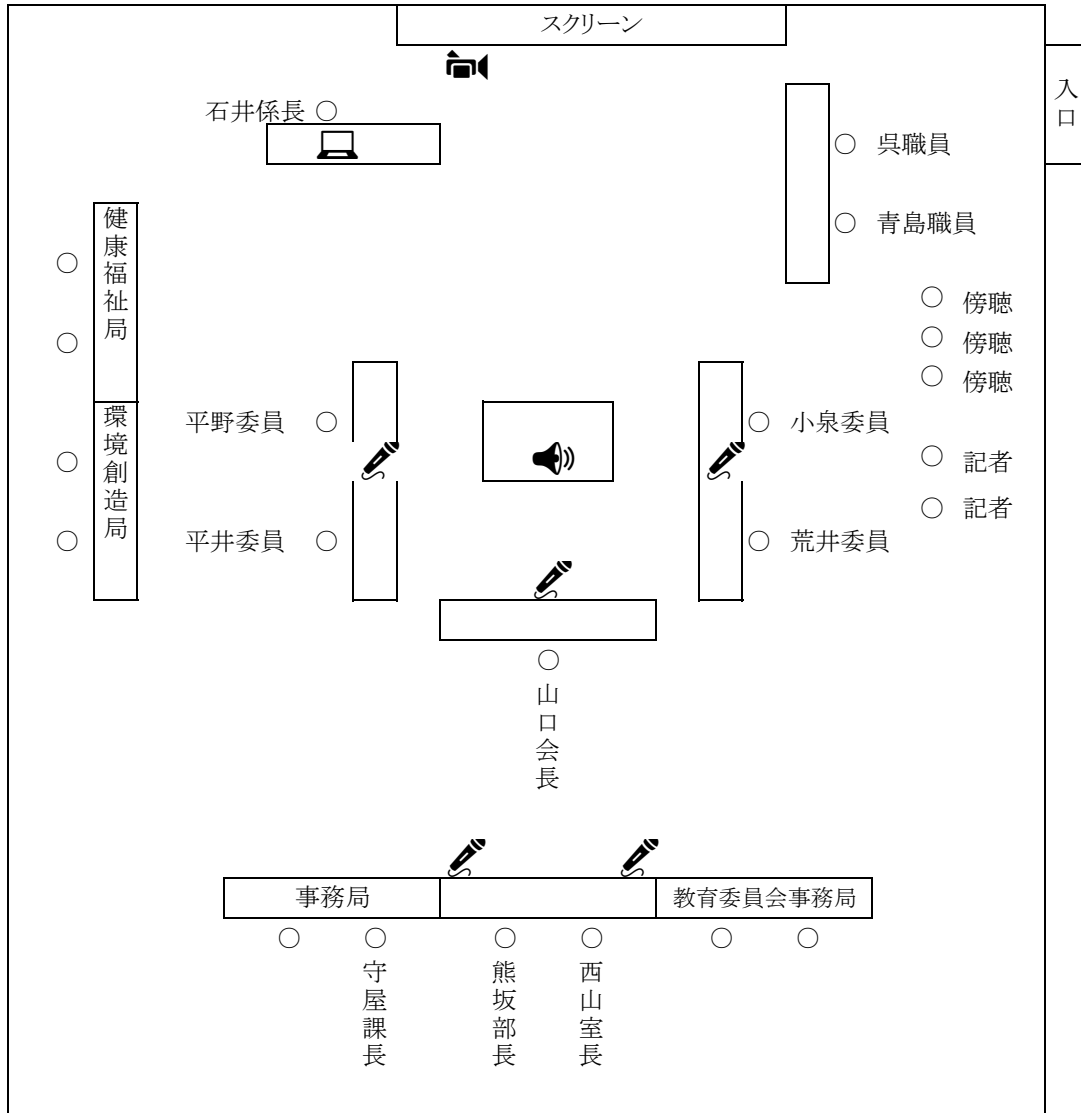 スクリーン
入口
石井係長 ○
○ 呉職員
○ 青島職員
健康福祉局
○
○
○ 傍聴
○ 傍聴
○ 傍聴
環境創造局
○
○
平野委員 ○
○ 小泉委員
○ 記者
○ 記者
平井委員 ○
○ 荒井委員
○
山口会長
事務局
教育委員会事務局
○ ○ ○ ○ ○ ○
守屋課長
熊坂部長
西山室長